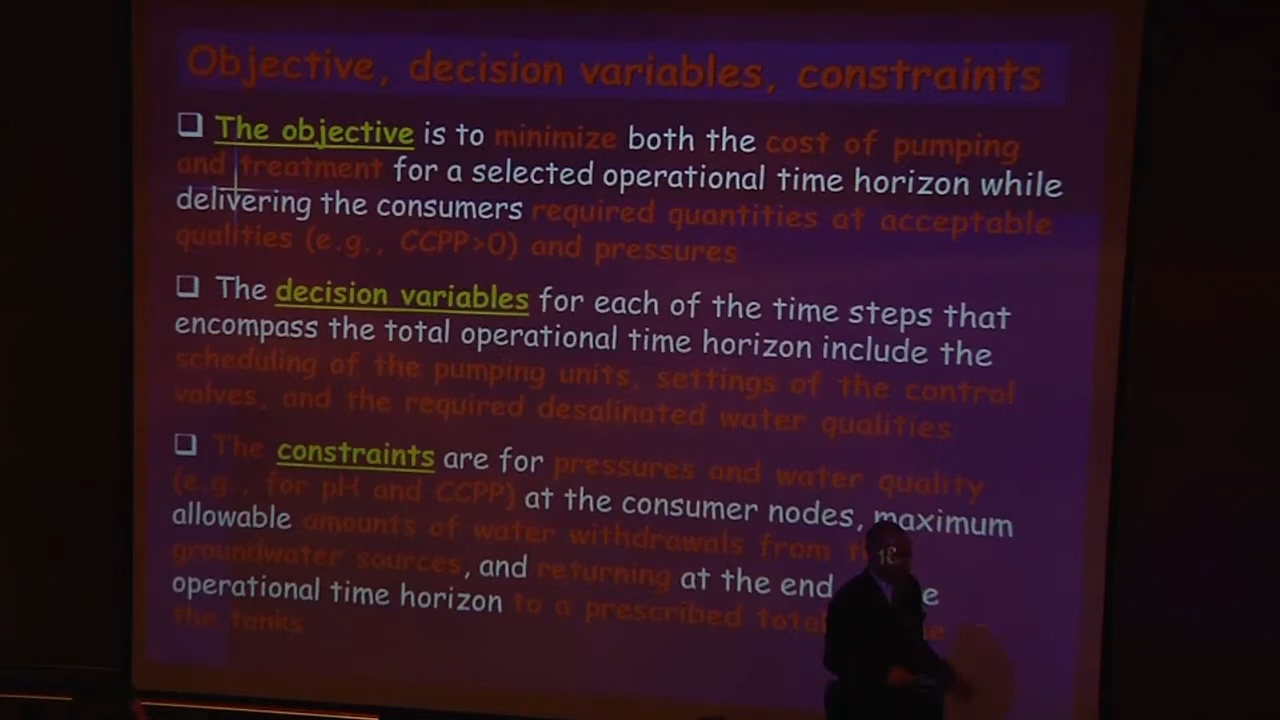 Objective, decision variables, constraints
The objective is to minimize both the cost of pumping
and treatment for a selected operational time horizon while
delivering the consumers required quantities at acceptable
qualities (e.g., CCPP>0) and pressures
The decision variables for each of the time steps that
encompass the total operational time horizon include the
scheduling of the pumping units, settings of the control
valves, and the required desalinated water qualities
The constraints are for pressures and water quality
(e.g., for pH and CCPP) at the consumer nodes, maximum
allowable amounts of water withdrawals from
groundwater sources, and returning at the end
operational time horizon to a prescribed total
the tanks
18